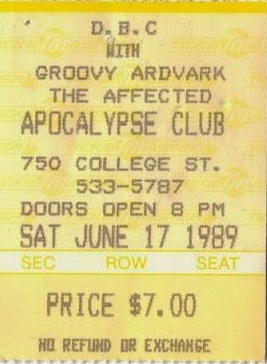 D.B.C
WITH
GROOVY ARDVARK
THE AFFECTED
APOCALYPSE CLUB
750 COLLEGE ST.
533-5787
DOORS OPEN 8 PM
SAT JUNE 17 1989
SEC ROW SEAT
PRICE $7.00
NO REFUND OR EXCHANGE